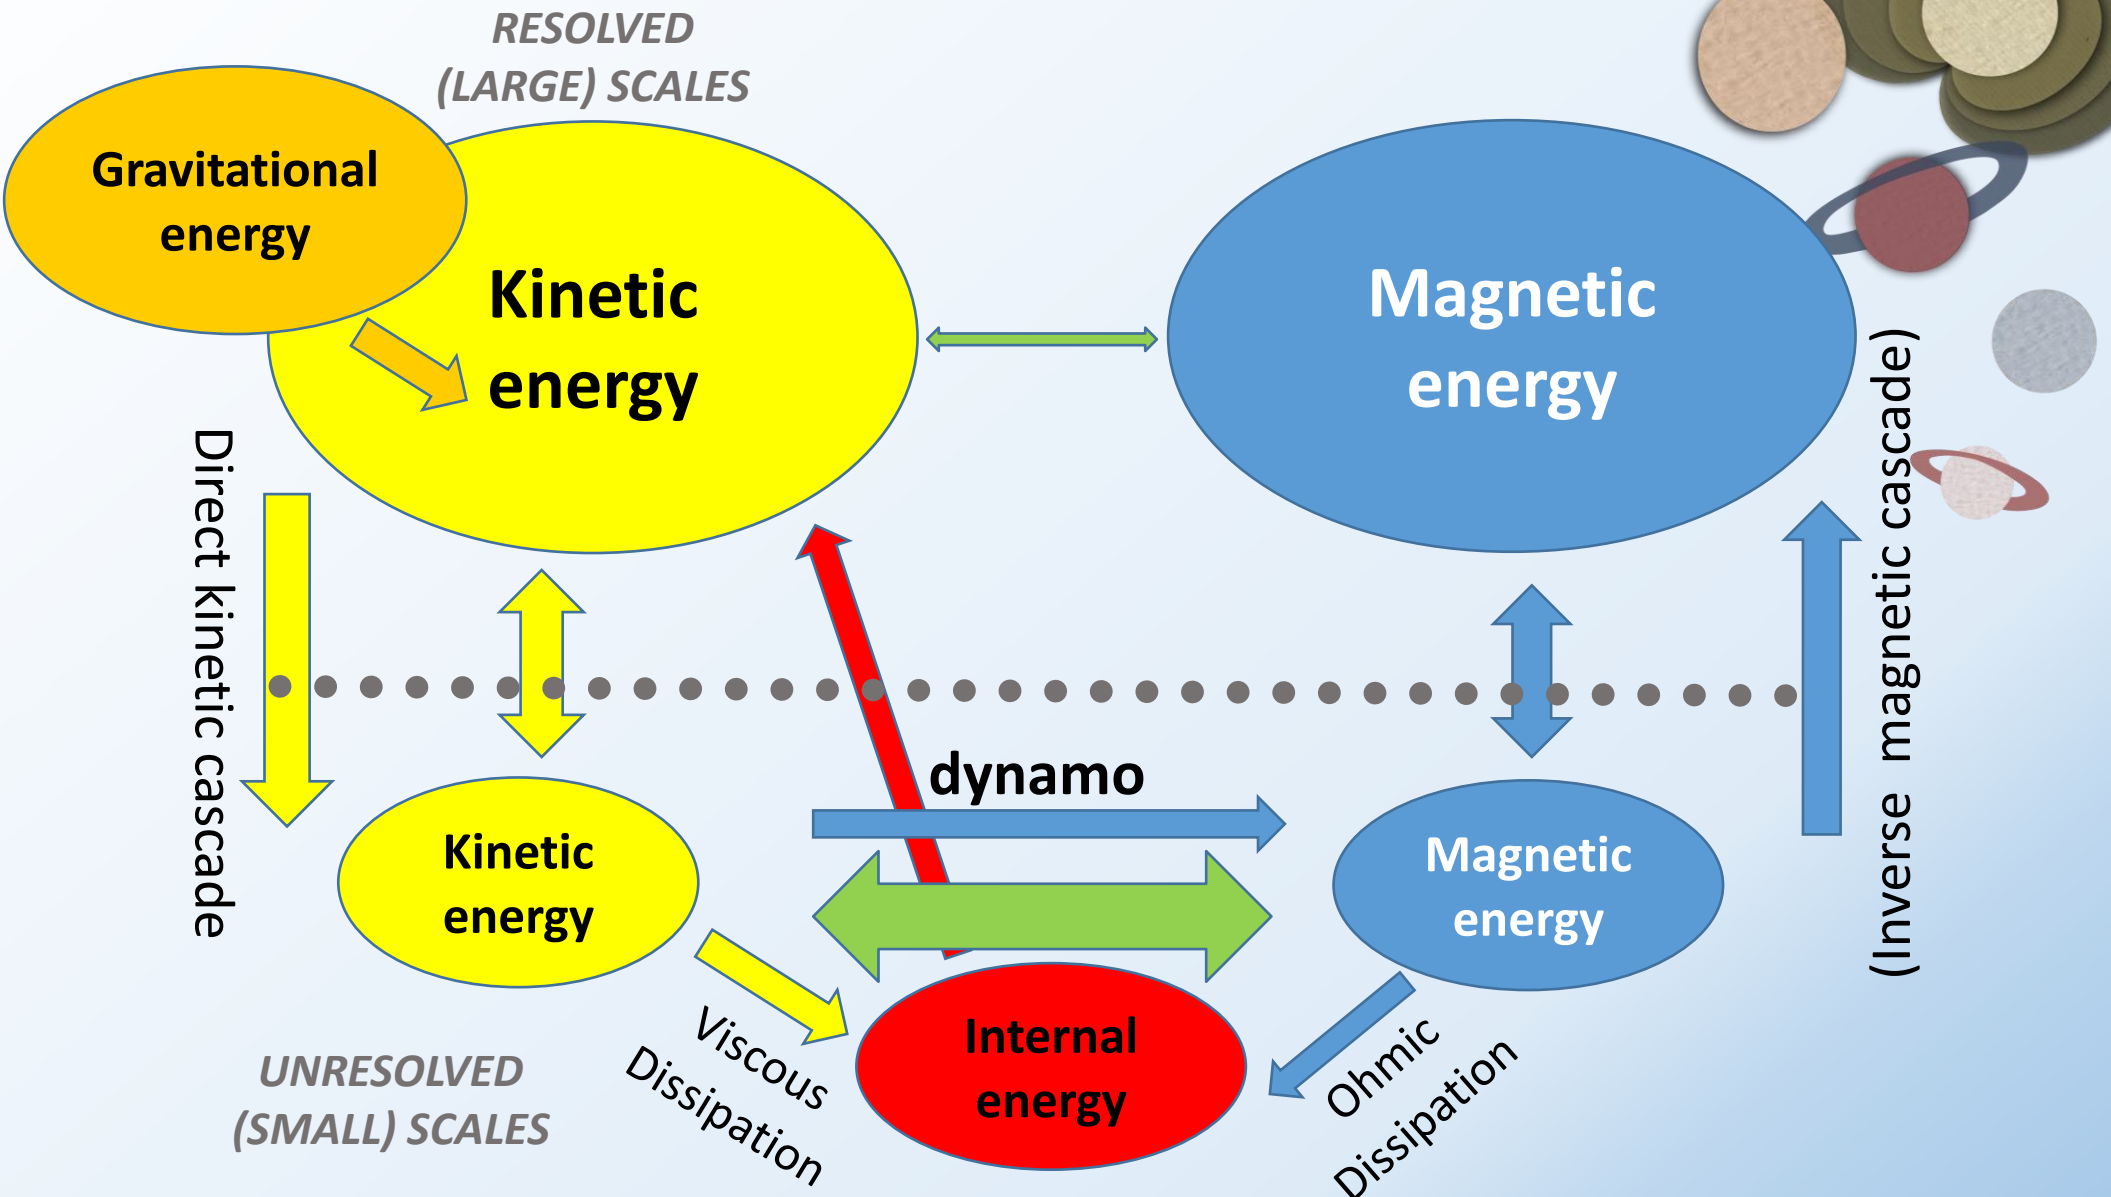 RESOLVED
(LARGE) SCALES
Gravitational
energy
Kinetic
energy
Magnetic
energy
Direct kinetic cascade
(Inverse magnetic cascade)
dynamo
Kinetic
energy
Magnetic
energy
Viscous
Dissipation
Internal
energy
Ohmic
Dissipation
UNRESOLVED
(SMALL) SCALES